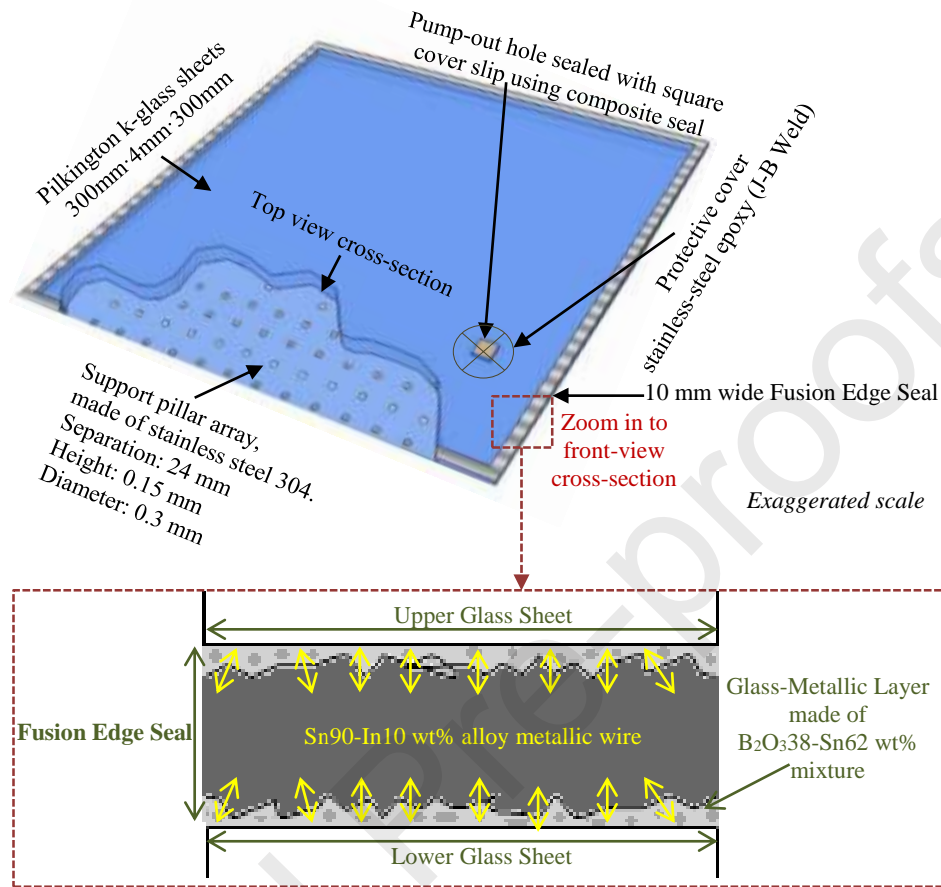 Pump-out hole sealed with square
cover slip using composite seal
Pilkington k-glass sheets
300mm·4mm·300mm
Top view cross-section
Protective cover
stainless-steel epoxy (J-B Weld)
Support pillar array,
made of stainless steel 304.
Separation: 24 mm
Height: 0.15 mm
Diameter: 0.3 mm
10 mm wide Fusion Edge Seal
Zoom in to
front-view
cross-section
Exaggerated scale
Upper Glass Sheet
Fusion Edge Seal
Sn90-In10 wt% alloy metallic wire
Glass-Metallic Layer
made of
B₂O₃38-Sn62 wt%
mixture
Lower Glass Sheet
Pre-proofs